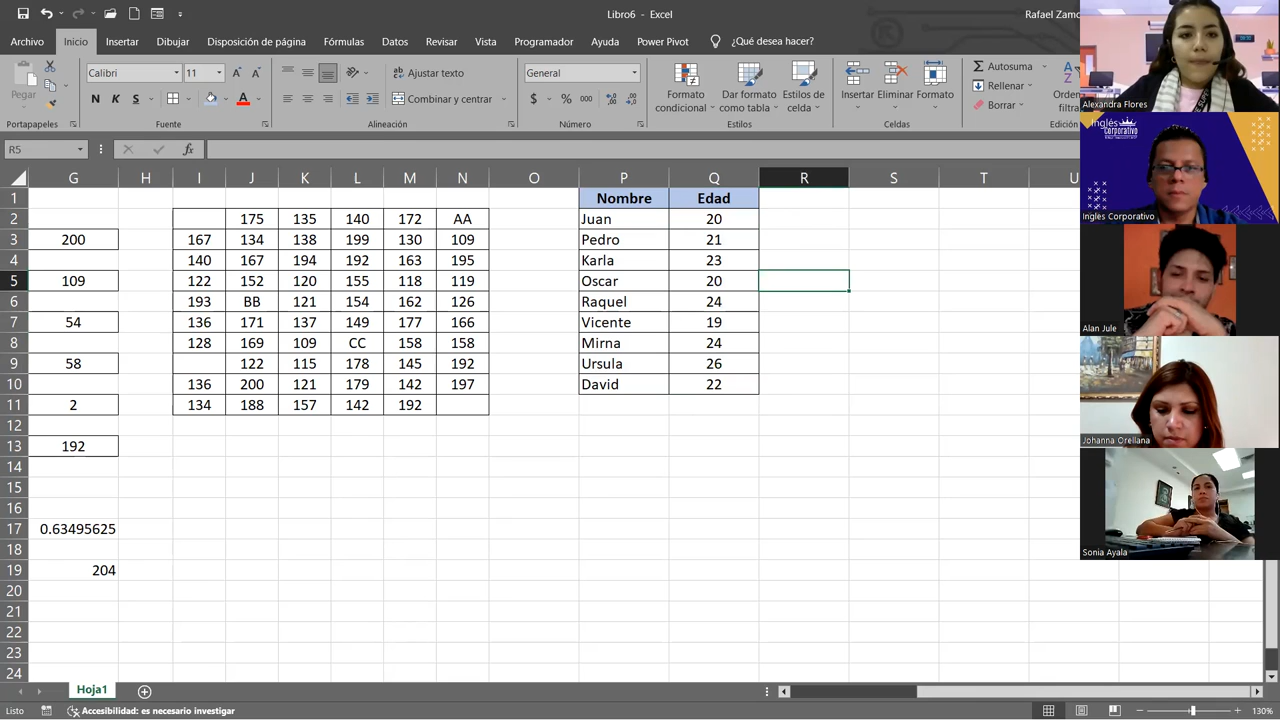 Libro6 - Excel
Rafael Zamo
Archivo Inicio Insertar Dibujar Disposición de página Fórmulas Datos Revisar Vista Programador Ayuda Power Pivot ¿Qué desea hacer?
Pegar
Calibri 11
N K S
Ajustar texto
Combinar y centrar
General
$ % 000
Formato condicional
Dar formato como tabla
Estilos de celda
Insertar Eliminar Formato
Autosuma
Rellenar
Borrar
Orden
filtra
Portapapeles Fuente Alineación Número Estilos Celdas
R5 fx
G H I J K L M N O P Q R S T U
1 Nombre Edad
2 175 135 140 172 AA Juan 20
3 200 167 134 138 199 130 109 Pedro 21
4 140 167 194 192 163 195 Karla 23
5 109 122 152 120 155 118 119 Oscar 20
6 193 BB 121 154 162 126 Raquel 24
7 54 136 171 137 149 177 166 Vicente 19
8 128 169 109 CC 158 158 Mirna 24
9 58 122 115 178 145 192 Ursula 26
10 136 200 121 179 142 197 David 22
11 2 134 188 157 142 192
12
13 192
14
15
16
17 0.63495625
18
19 204
20
21
22
23
24
Hoja1
Listo Accesibilidad: es necesario investigar 130%
Alexandra Flores
Inglés
Corporativo
Inglés Corporativo
Alan Jule
Johanna Orellana
Sonia Ayala